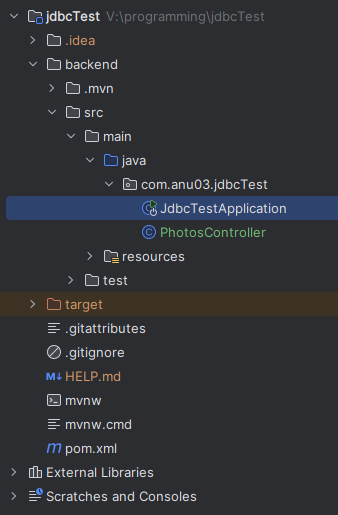 jdbcTest V:\programming\jdbcTest
.idea
backend
.mvn
src
main
java
com.anu03.jdbcTest
JdbcTestApplication
PhotosController
resources
test
target
.gitattributes
.gitignore
M↓ HELP.md
mvnw
mvnw.cmd
m pom.xml
External Libraries
Scratches and Consoles